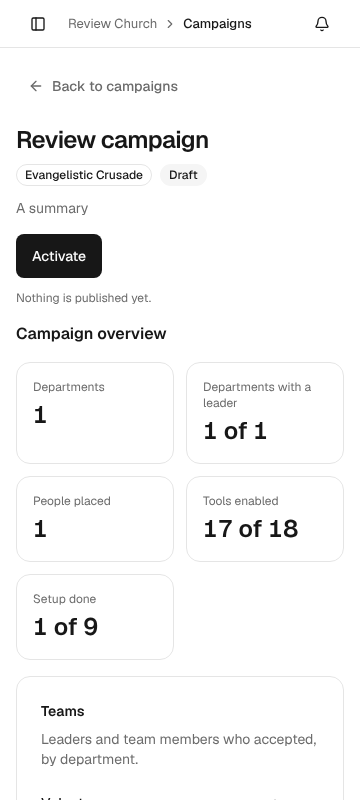 Review Church > Campaigns
Back to campaigns
Review campaign
Evangelistic Crusade Draft
A summary
Activate
Nothing is published yet.
Campaign overview
Departments
1
Departments with a
leader
1 of 1
People placed
1
Tools enabled
17 of 18
Setup done
1 of 9
Teams
Leaders and team members who accepted,
by department.